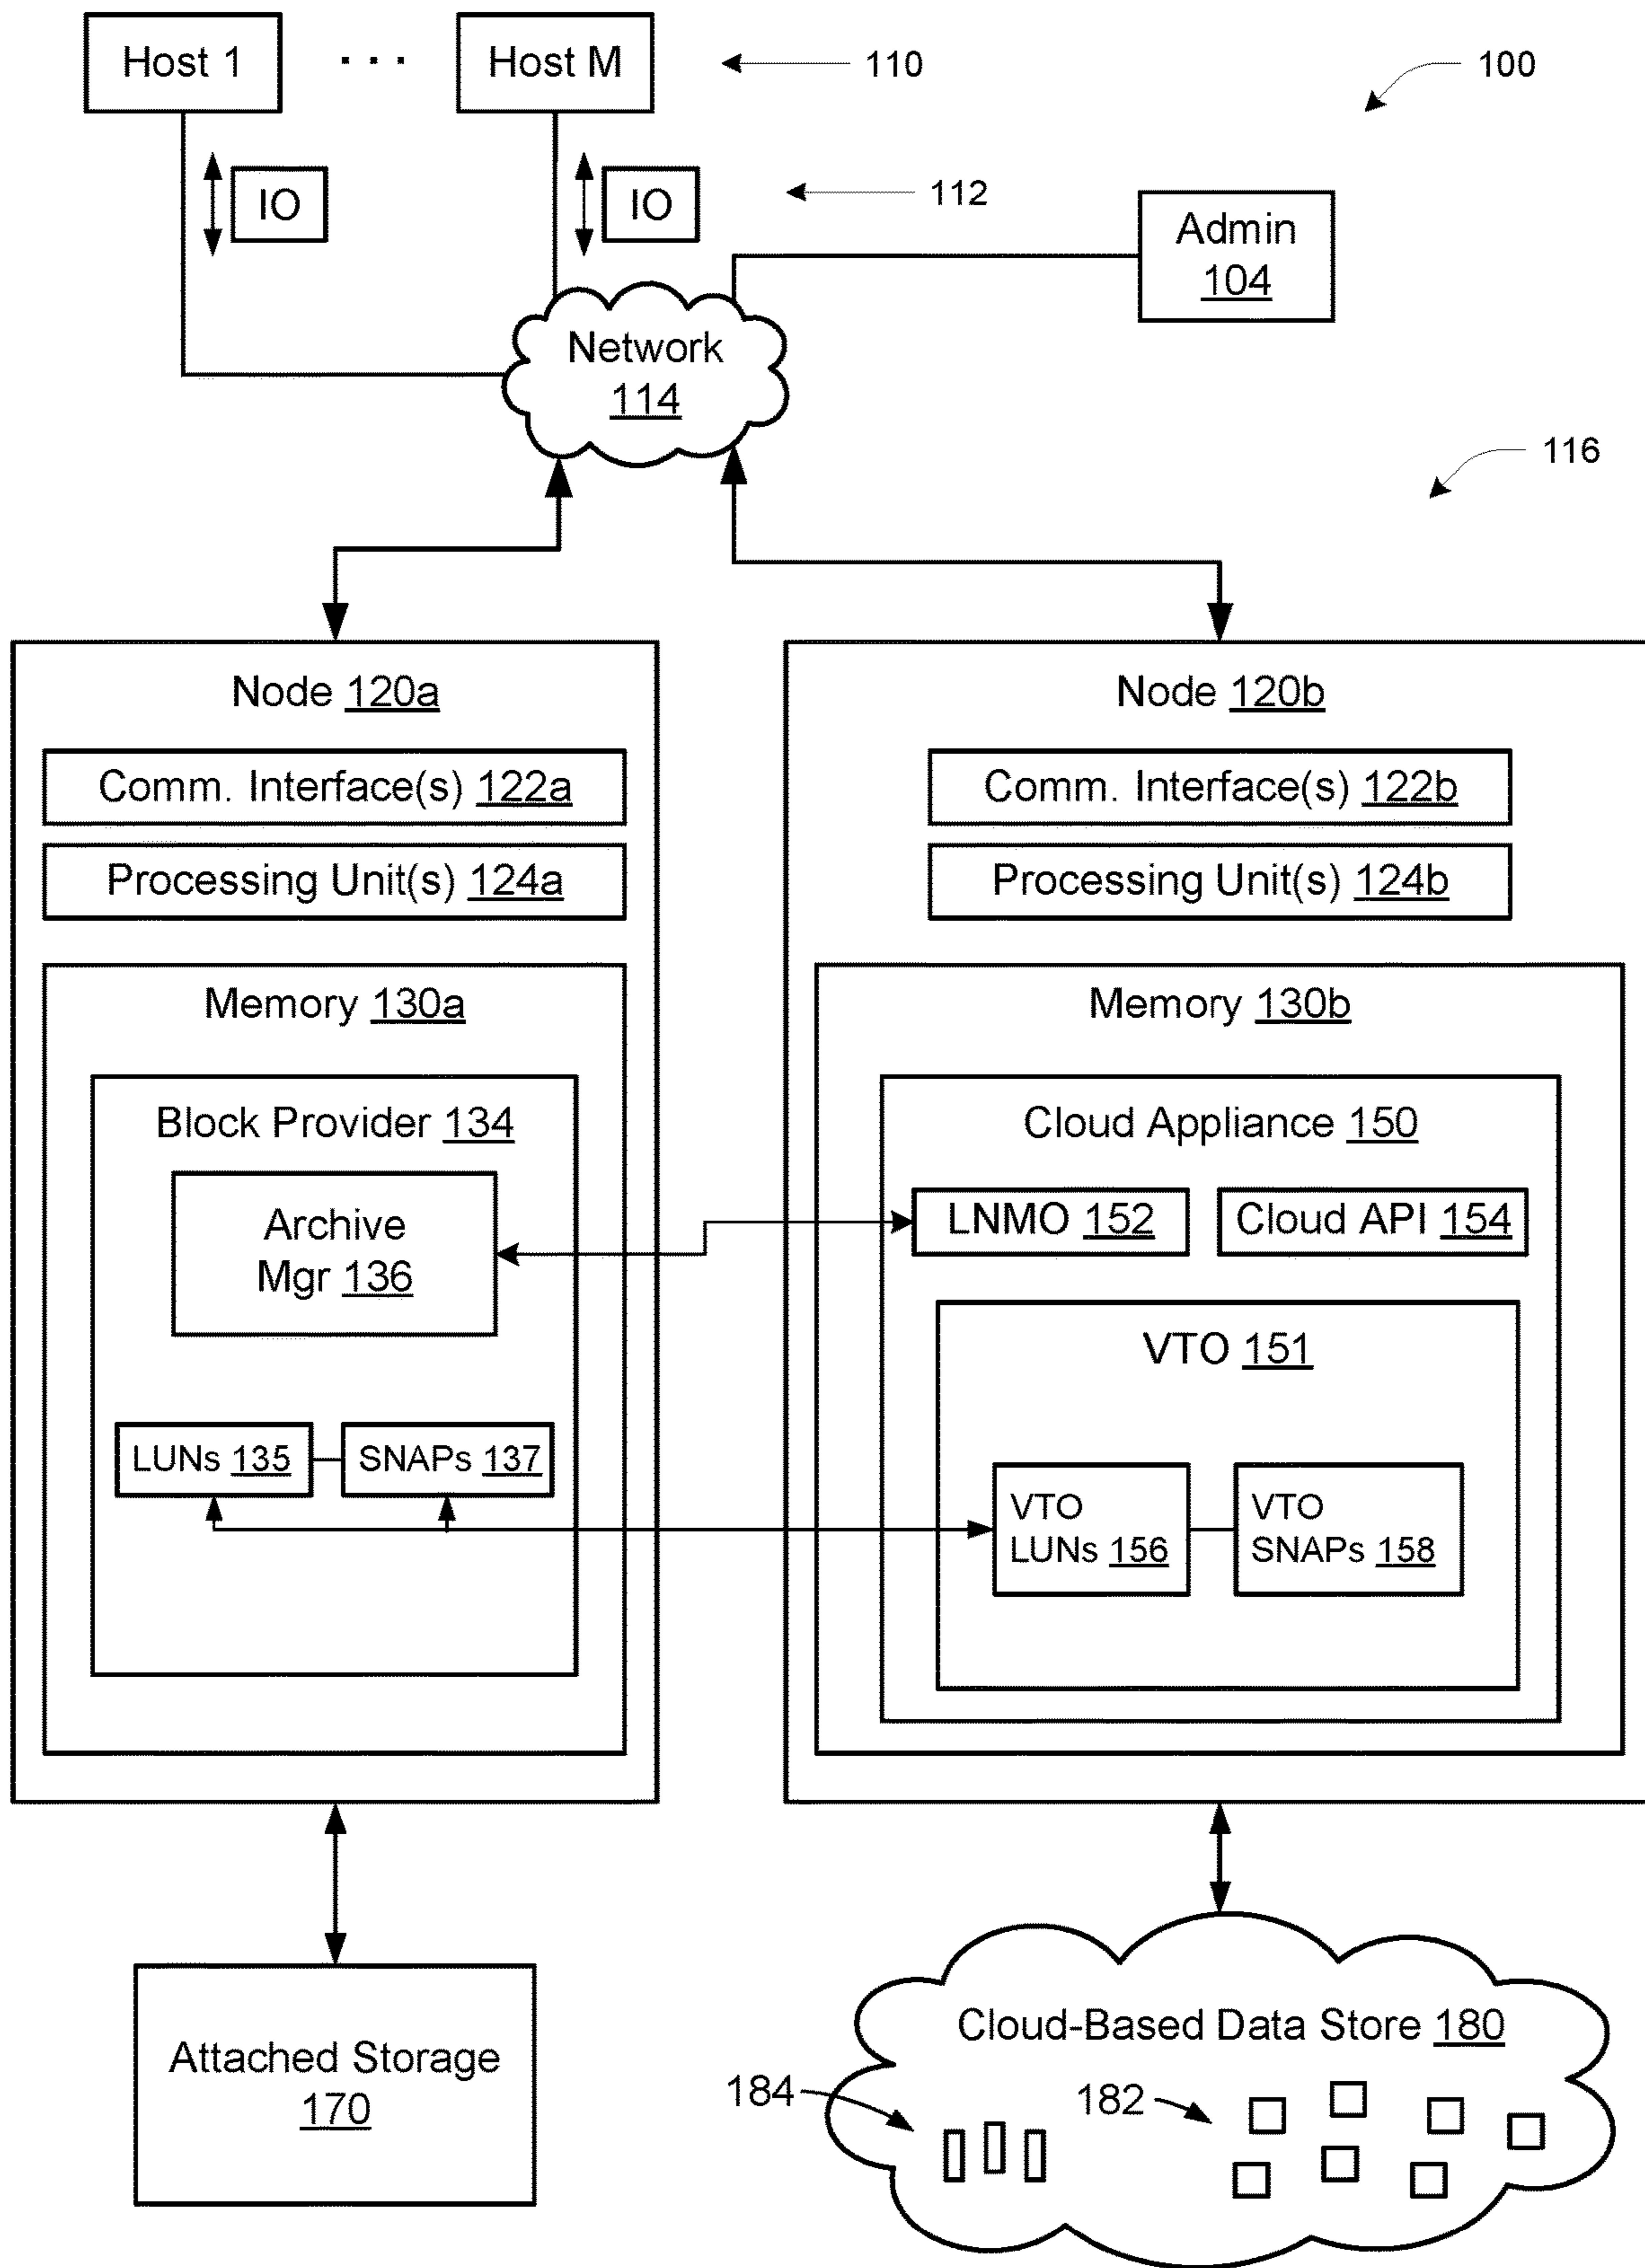 Host 1
. . .
Host M
110
100
IO
IO
112
Admin
104
Network
114
116
Node 120a
Comm. Interface(s) 122a
Processing Unit(s) 124a
Memory 130a
Block Provider 134
Archive
Mgr 136
LUNs 135
SNAPs 137
Node 120b
Comm. Interface(s) 122b
Processing Unit(s) 124b
Memory 130b
Cloud Appliance 150
LNMO 152
Cloud API 154
VTO 151
VTO
LUNs 156
VTO
SNAPs 158
Attached Storage
170
Cloud-Based Data Store 180
184
182